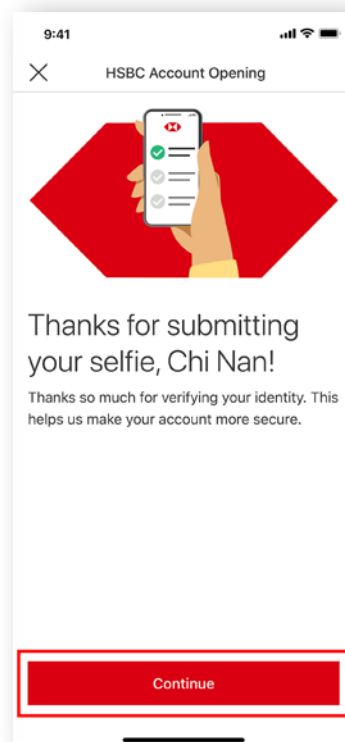 9:41
HSBC Account Opening
Thanks for submitting
your selfie, Chi Nan!
Thanks so much for verifying your identity. This
helps us make your account more secure.
Continue